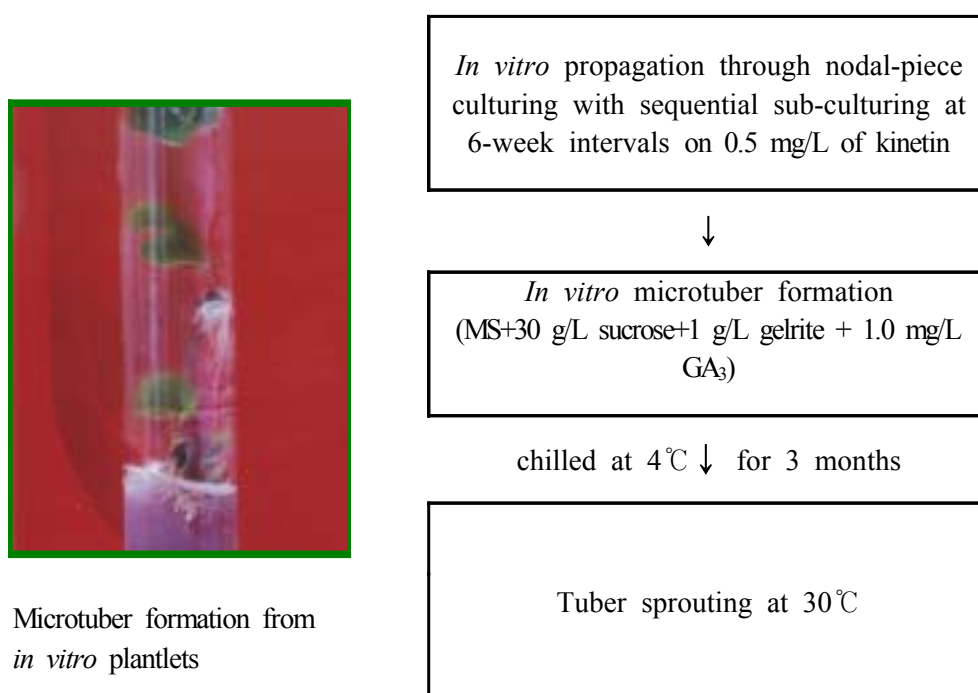 In vitro propagation through nodal-piece
culturing with sequential sub-culturing at
6-week intervals on 0.5 mg/L of kinetin
↓
In vitro microtuber formation
(MS+30 g/L sucrose+1 g/L gelrite + 1.0 mg/L
GA₃)
chilled at 4℃ ↓ for 3 months
Tuber sprouting at 30℃
Microtuber formation from
in vitro plantlets